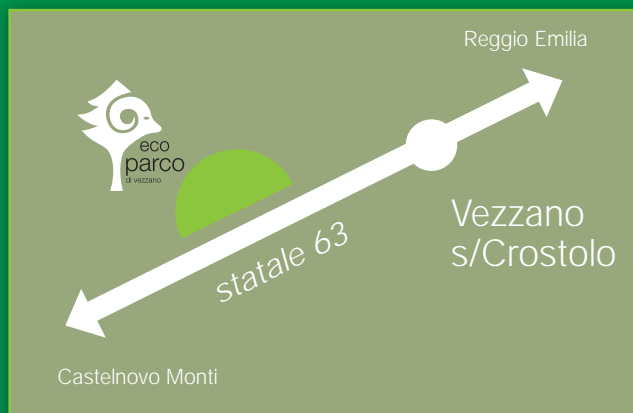 Reggio Emilia
eco
parco
di vezzano
Vezzano
s/Crostolo
statale 63
Castelnovo Monti